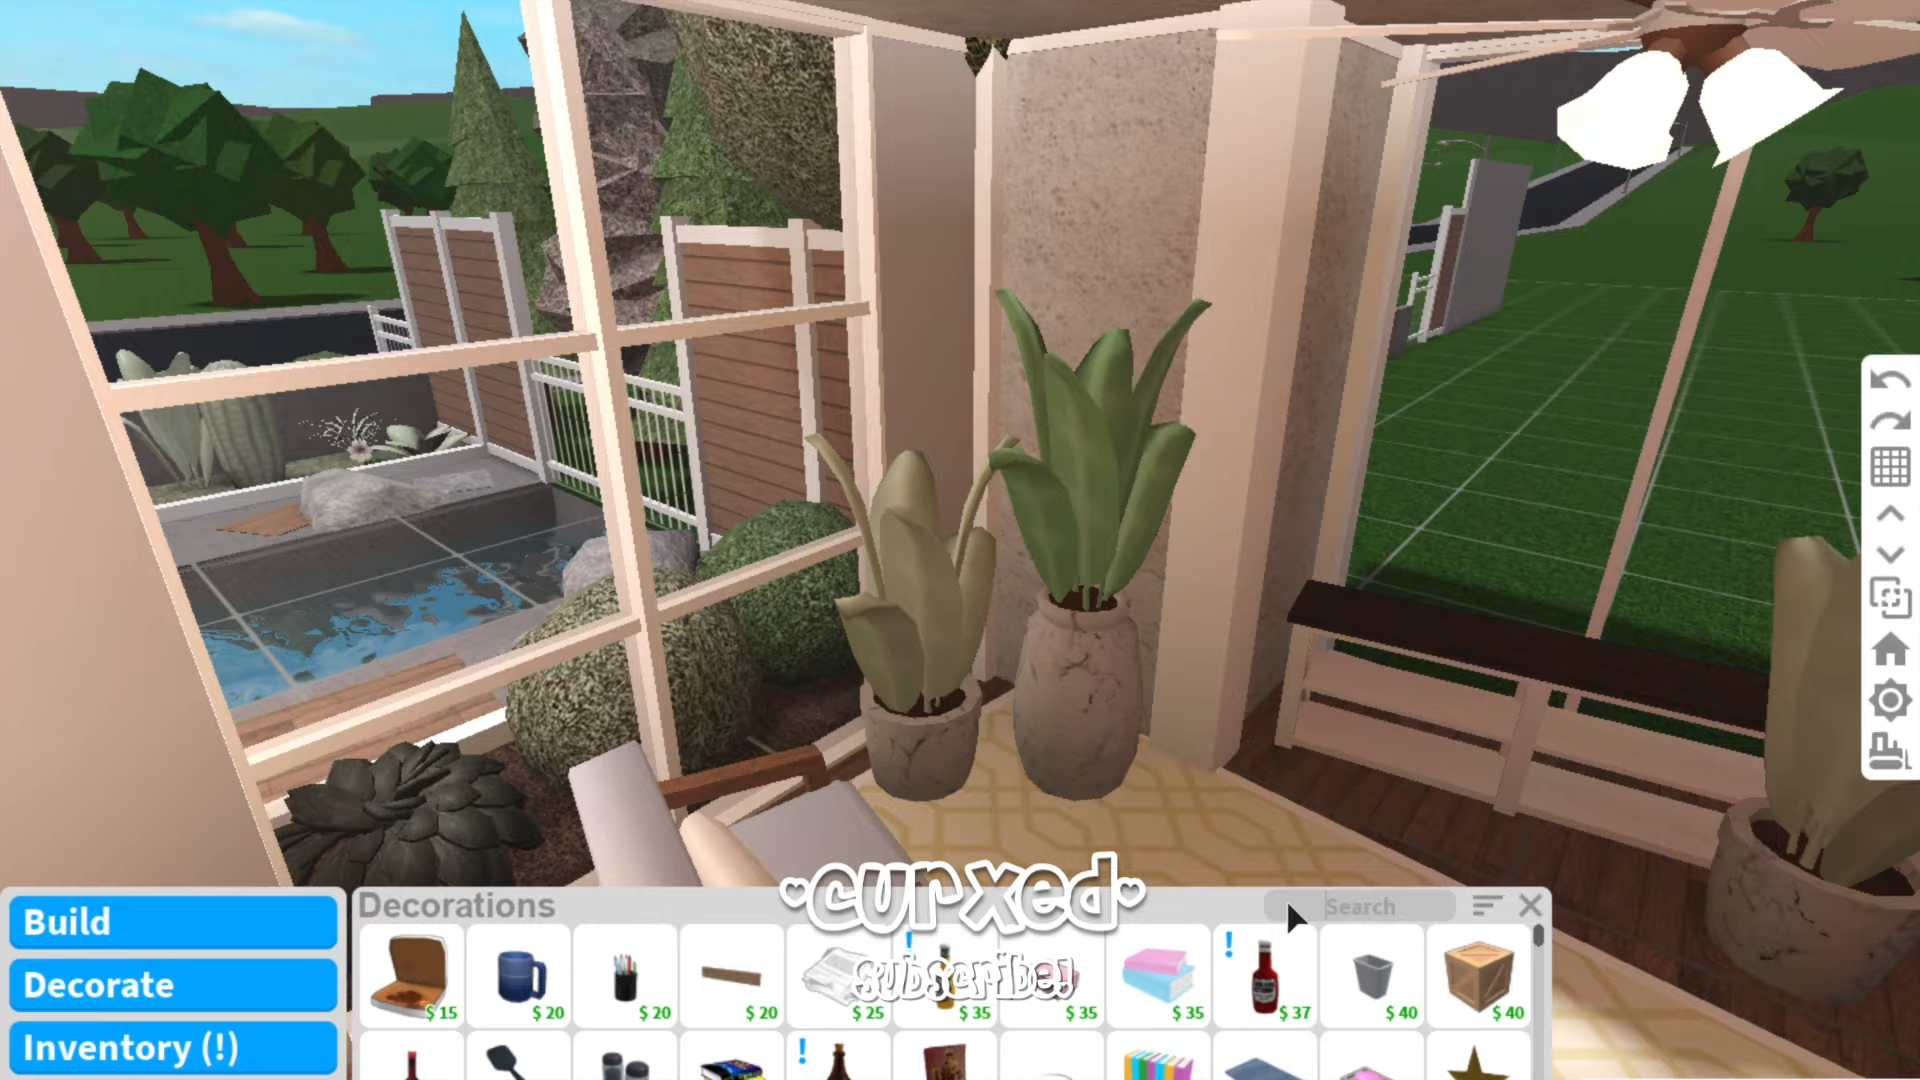 Build
Decorate
Inventory (!)
Decorations
Search
•curxed•
subscribe!
$ 15
$ 20
$ 20
$ 20
$ 25
$ 35
$ 35
$ 35
$ 37
$ 40
$ 40